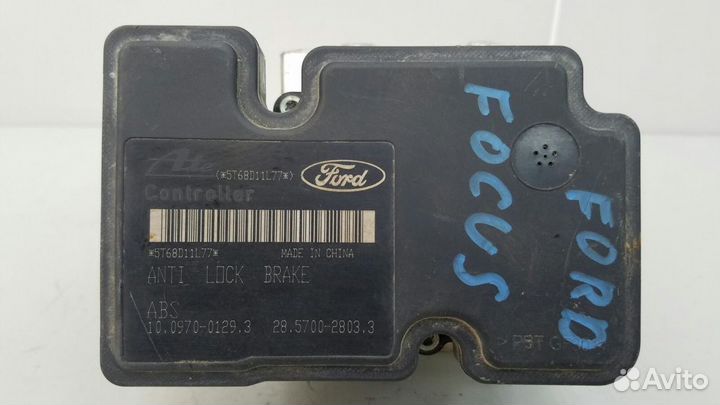 Ate
(*5T68D11L77*)
Ford
Controller
*5T68D11L77*
MADE IN CHINA
ANTI LOCK BRAKE
ABS
10.0970-0129.3
28.5700-2803.3
FORD
FOCUS
Avito